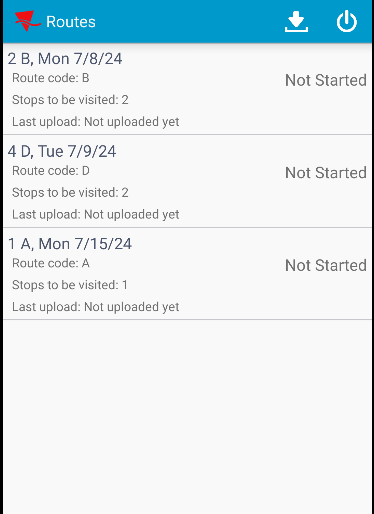 Routes
2 B, Mon 7/8/24
Route code: B
Not Started
Stops to be visited: 2
Last upload: Not uploaded yet
4 D, Tue 7/9/24
Route code: D
Not Started
Stops to be visited: 2
Last upload: Not uploaded yet
1 A, Mon 7/15/24
Route code: A
Not Started
Stops to be visited: 1
Last upload: Not uploaded yet